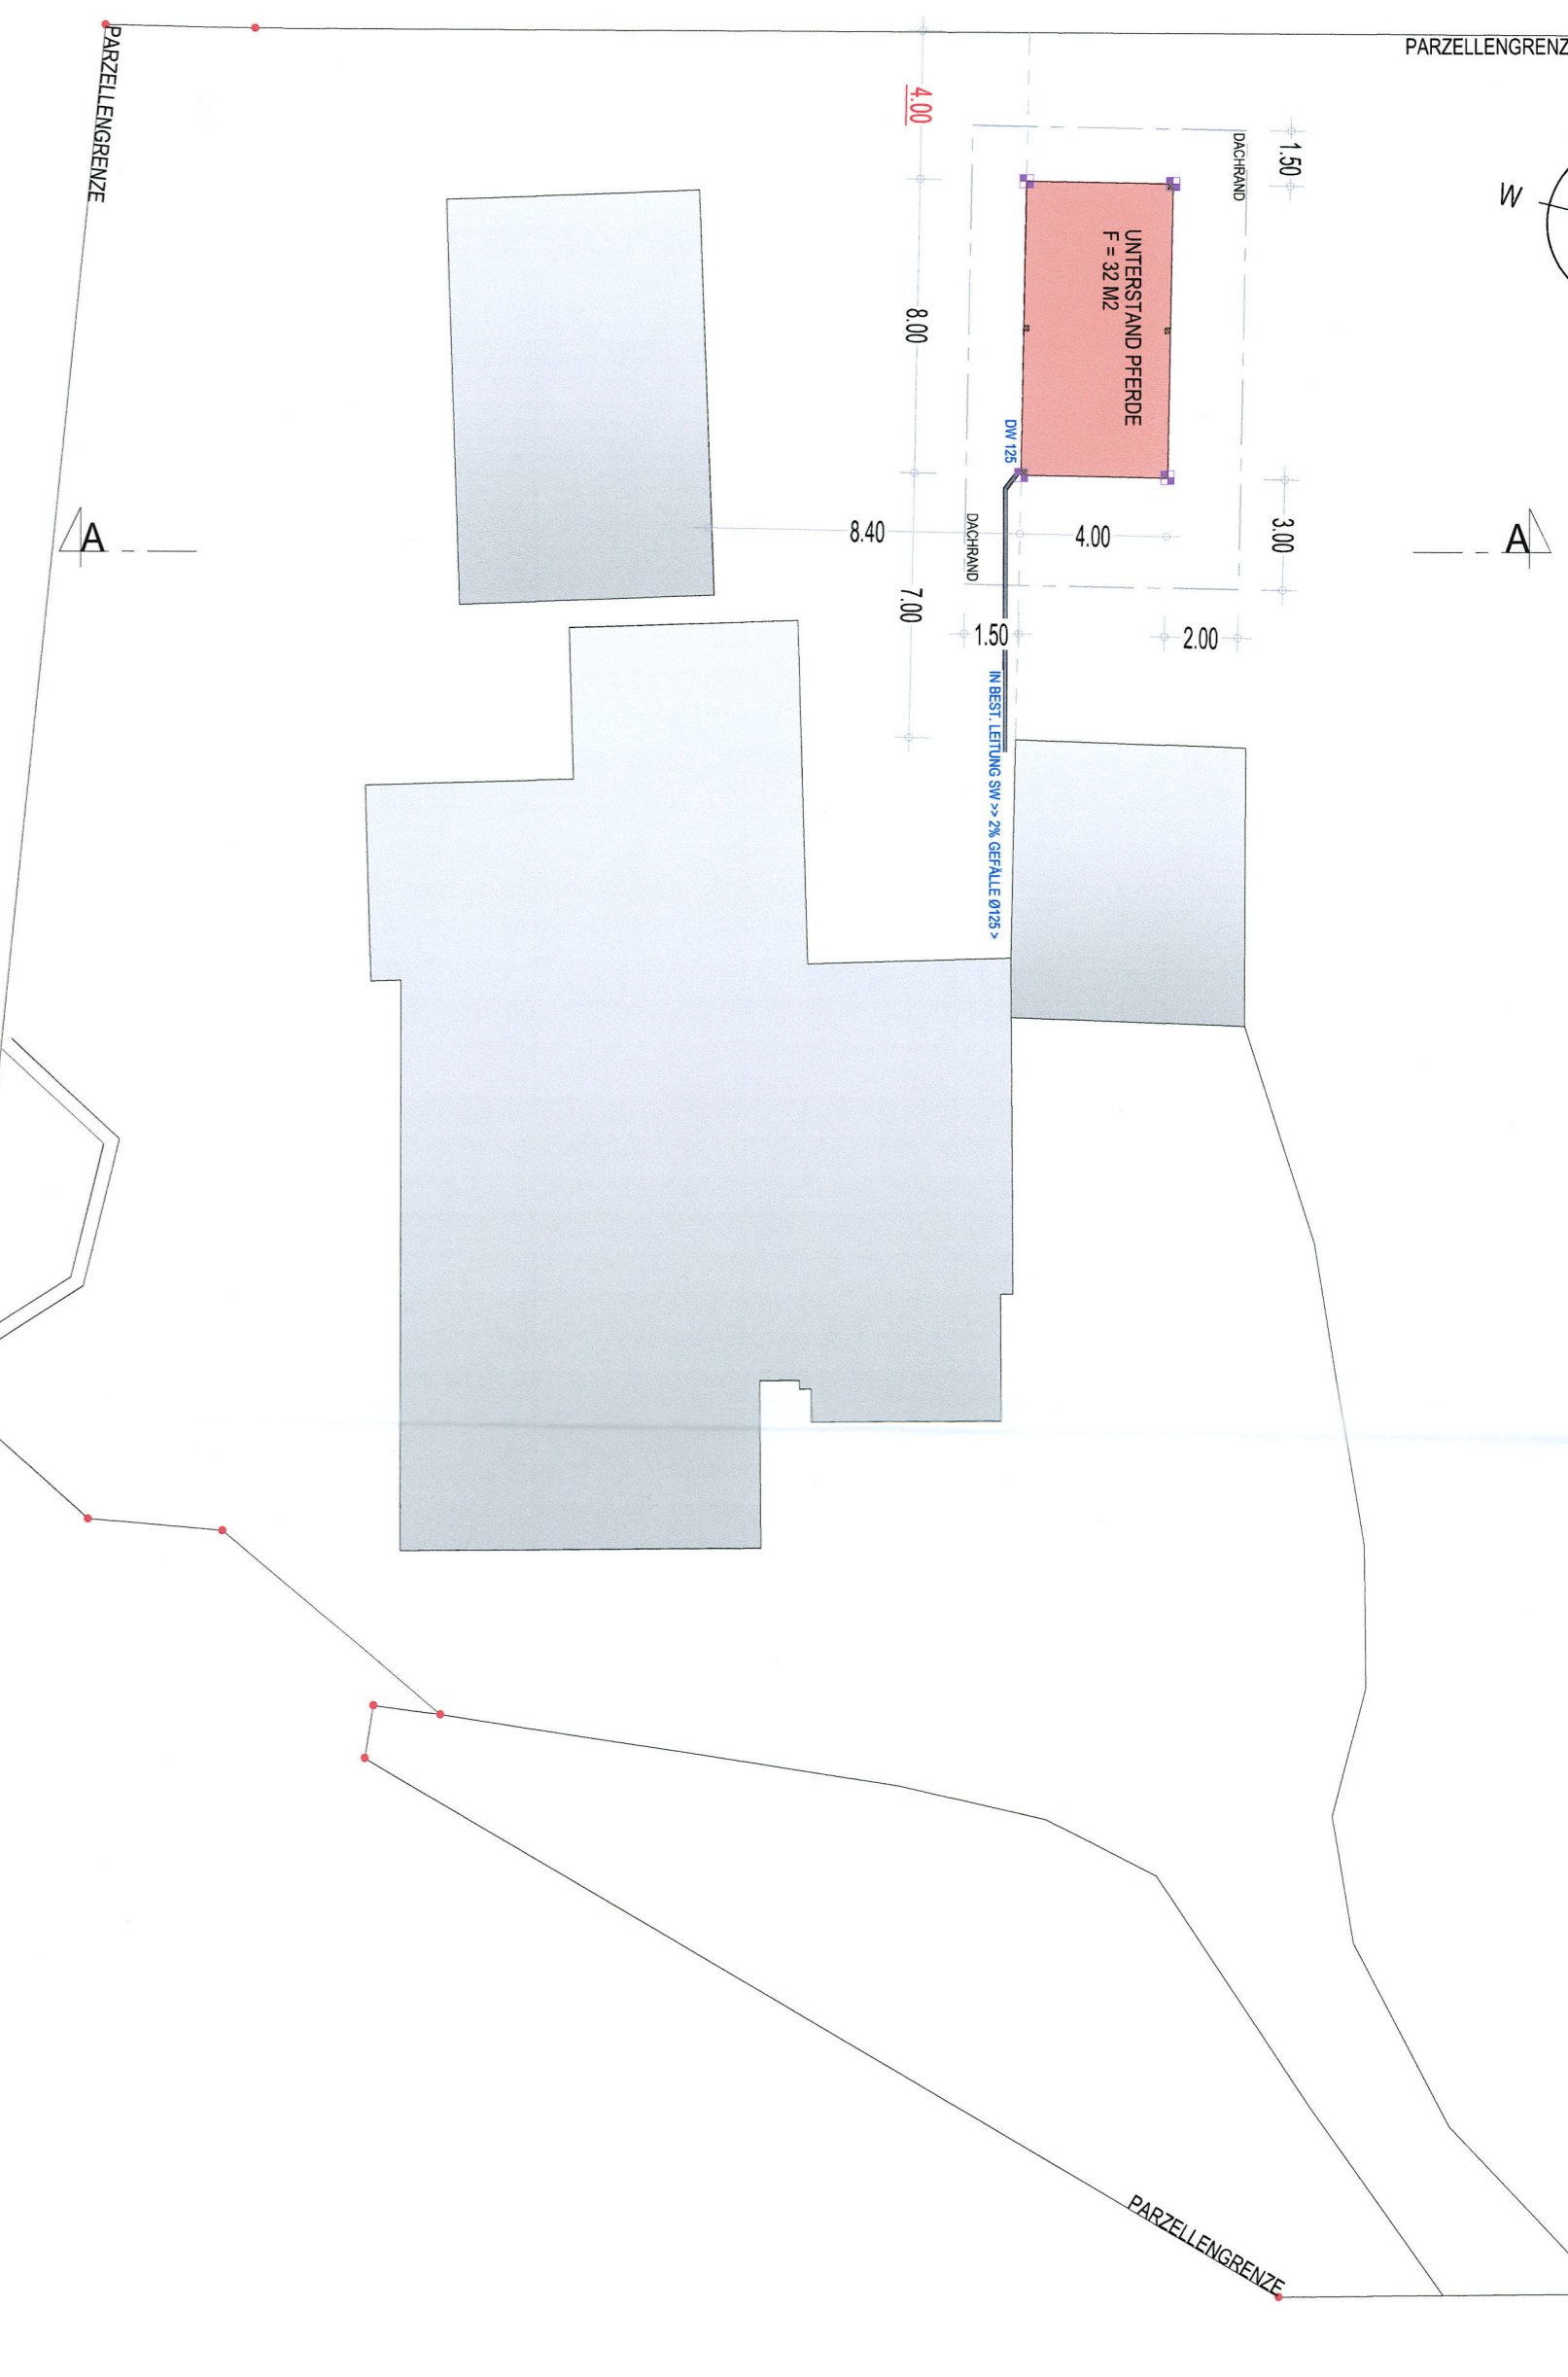 PARZELLENGRENZ
PARZELLENGRENZE
4.00
DACHRAND
1.50
W
UNTERSTAND PFERDE
F = 32 M2
8.00
DW 125
A
8.40
DACHRAND
4.00
3.00
A
7.00
1.50
2.00
IN BEST. LEITUNG SW >> 2% GEFÄLLE Ø125 >
PARZELLENGRENZE